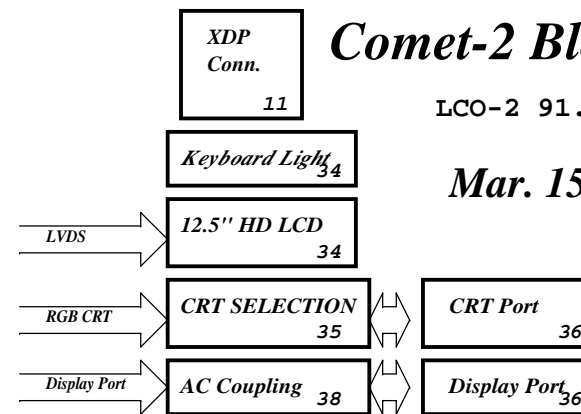 XDP
Conn.
11
Comet-2
LCO-2 91.
Keyboard Light
34
Mar. 15
LVDS
12.5" HD LCD
34
RGB CRT
CRT SELECTION
35
CRT Port
36
Display Port
AC Coupling
38
Display Port
36